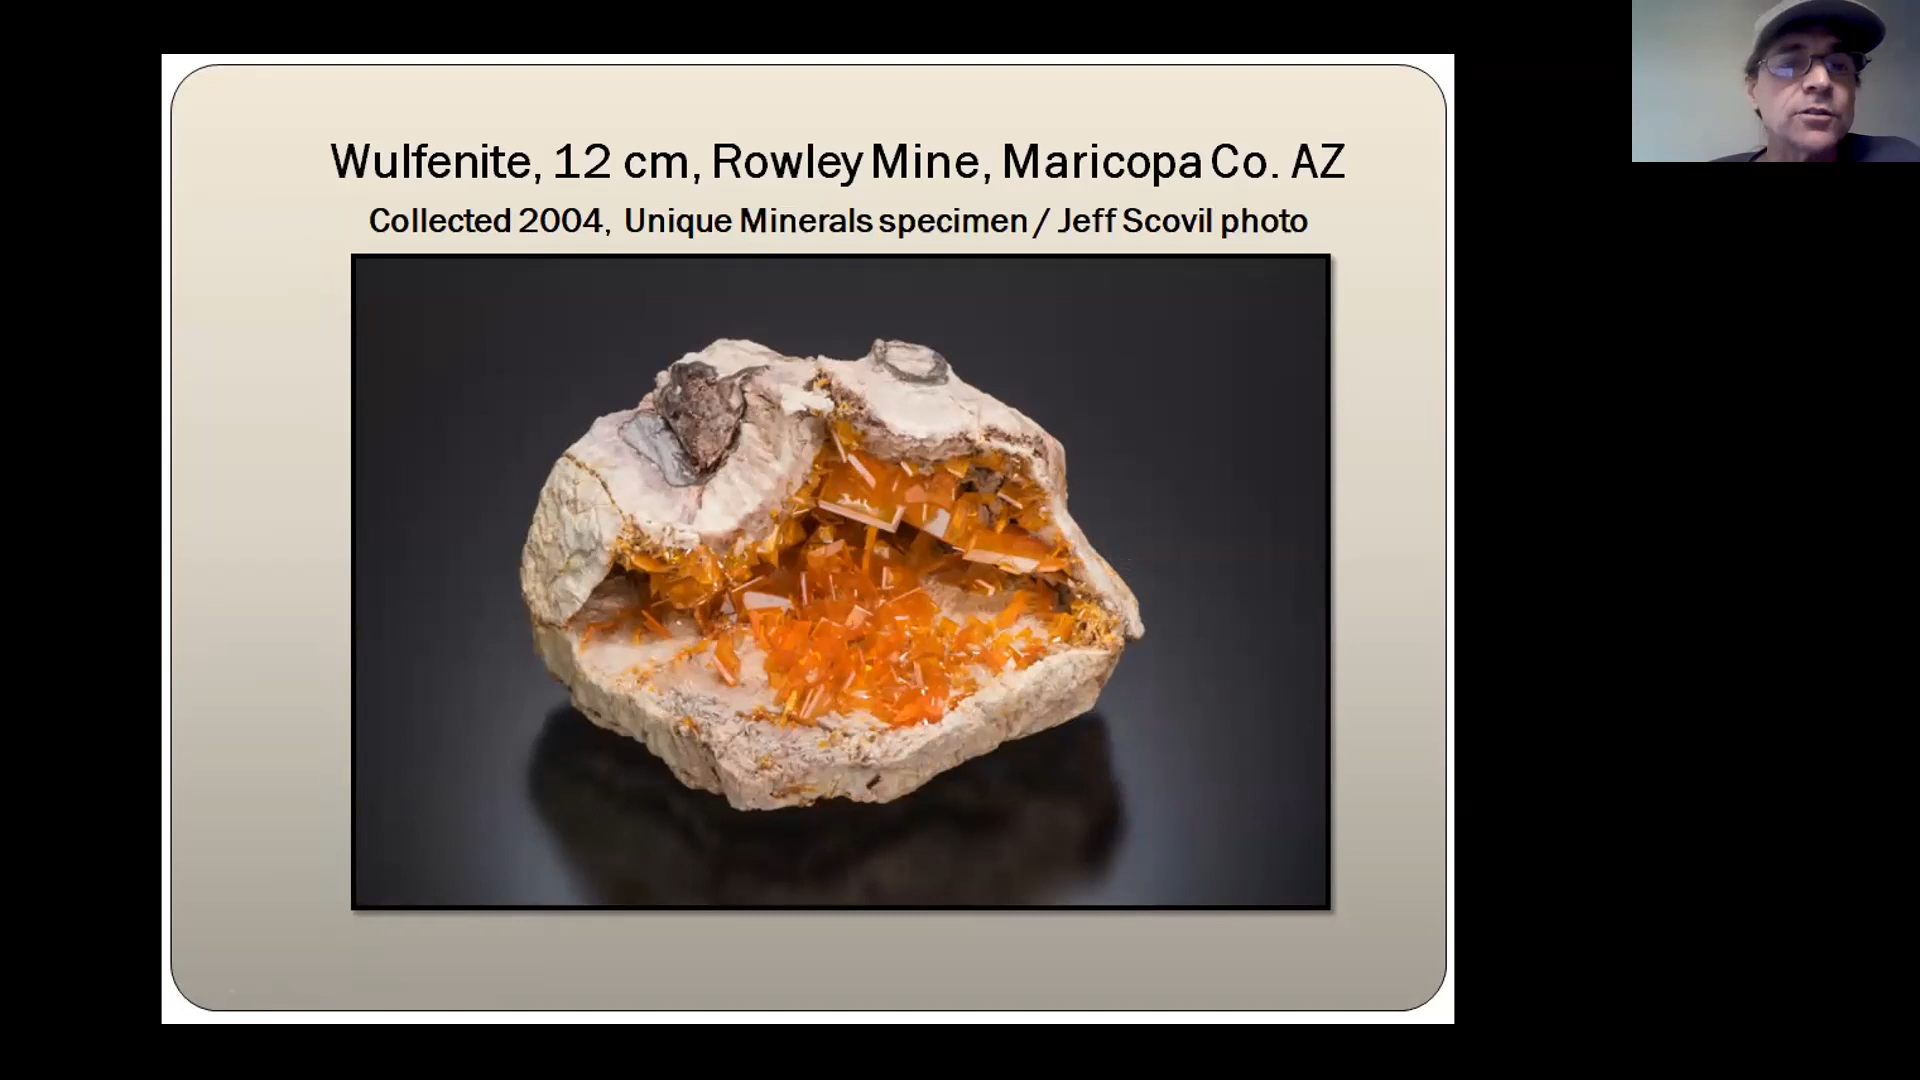 Wulfenite, 12 cm, Rowley Mine, Maricopa Co. AZ
Collected 2004, Unique Minerals specimen / Jeff Scovil photo